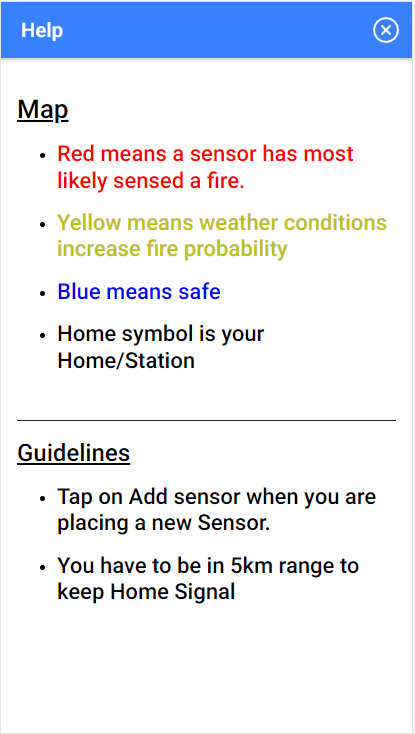 Help
Map
Red means a sensor has most
likely sensed a fire.
Yellow means weather conditions
increase fire probability
Blue means safe
Home symbol is your
Home/Station
Guidelines
Tap on Add sensor when you are
placing a new Sensor.
You have to be in 5km range to
keep Home Signal